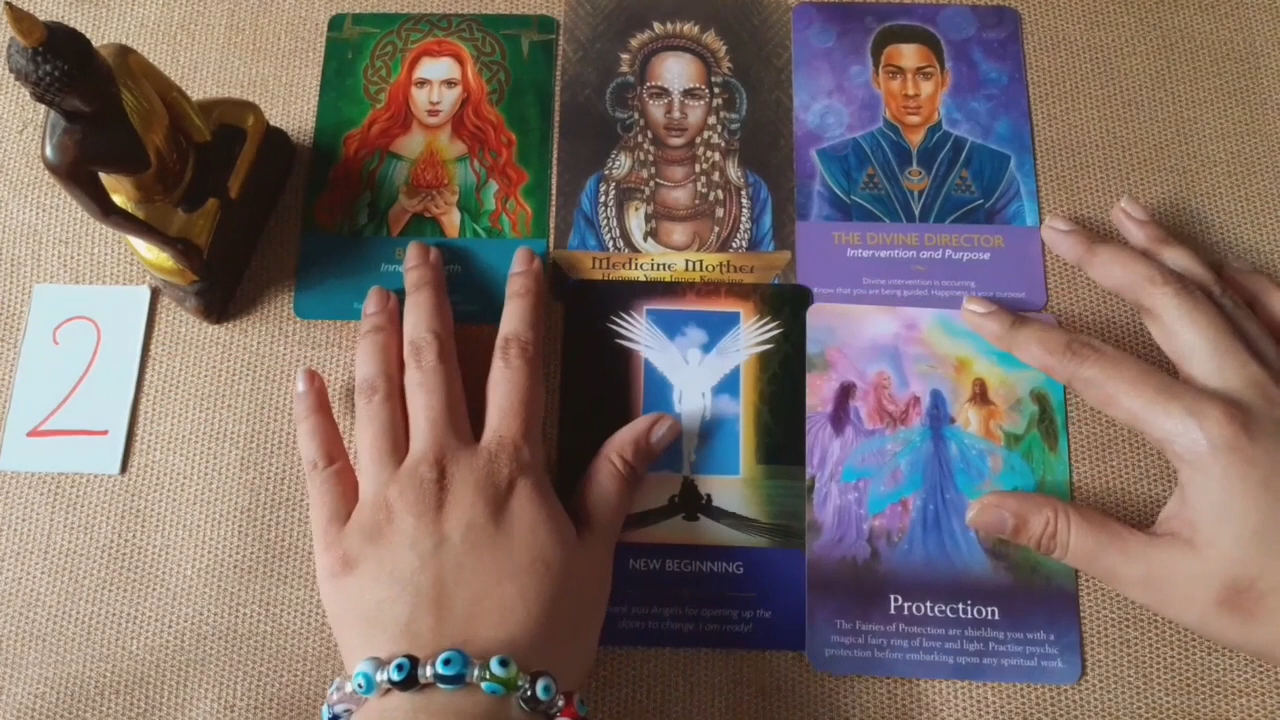 2
Medicine Mother
Honour Your Inner Knowing
THE DIVINE DIRECTOR
Intervention and Purpose
Divine intervention is occurring.
Know that you are being guided. Happiness is your purpose
NEW BEGINNING
you Angels for opening up the
doors to change. I am ready!
Protection
The Fairies of Protection are shielding you with a
magical fairy ring of love and light. Practise psychic
protection before embarking upon any spiritual work.